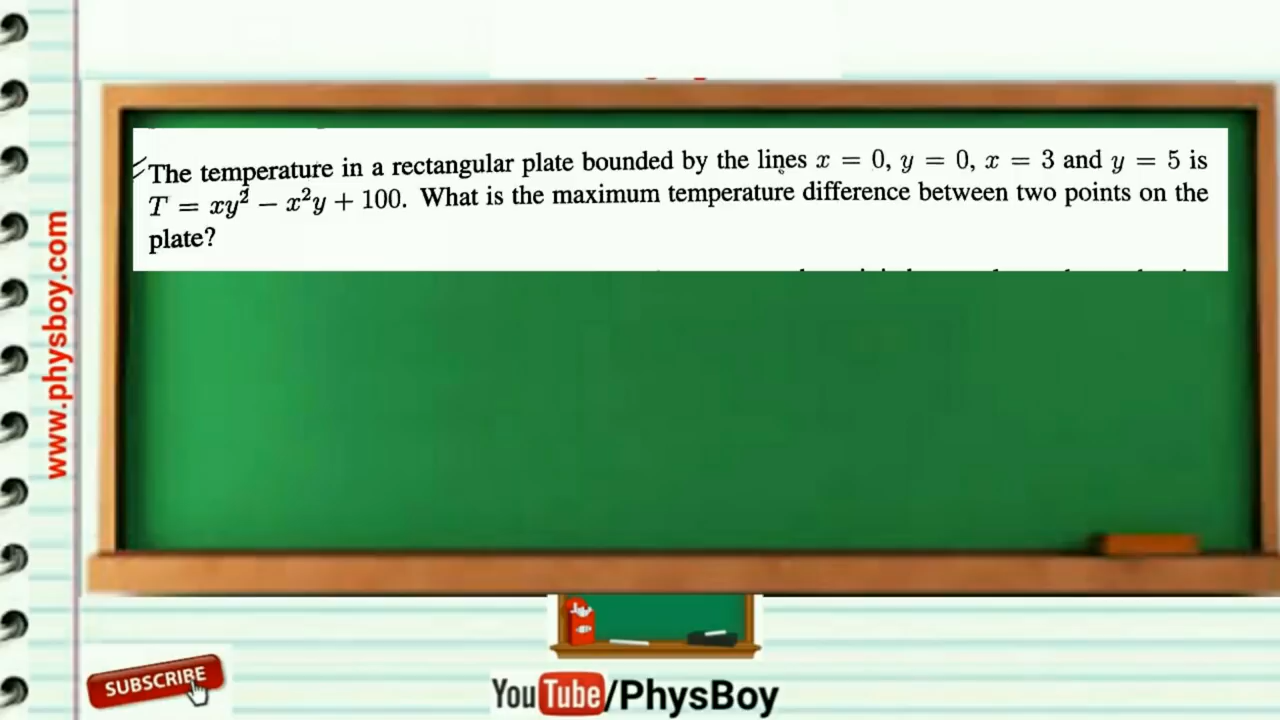 The temperature in a rectangular plate bounded by the lines x = 0, y = 0, x = 3 and y = 5 is
T = xy² − x²y + 100. What is the maximum temperature difference between two points on the
plate?
www.physboy.com
SUBSCRIBE
YouTube/PhysBoy